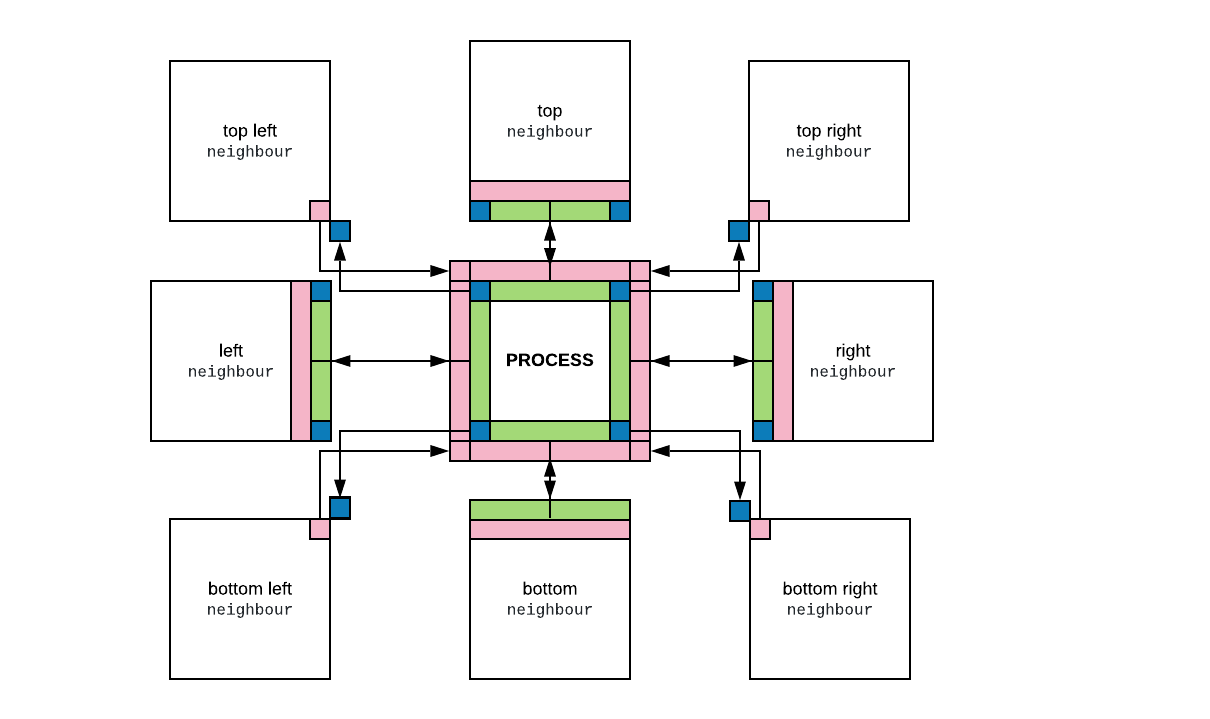 top
neighbour
top left
neighbour
top right
neighbour
left
neighbour
PROCESS
right
neighbour
bottom left
neighbour
bottom
neighbour
bottom right
neighbour